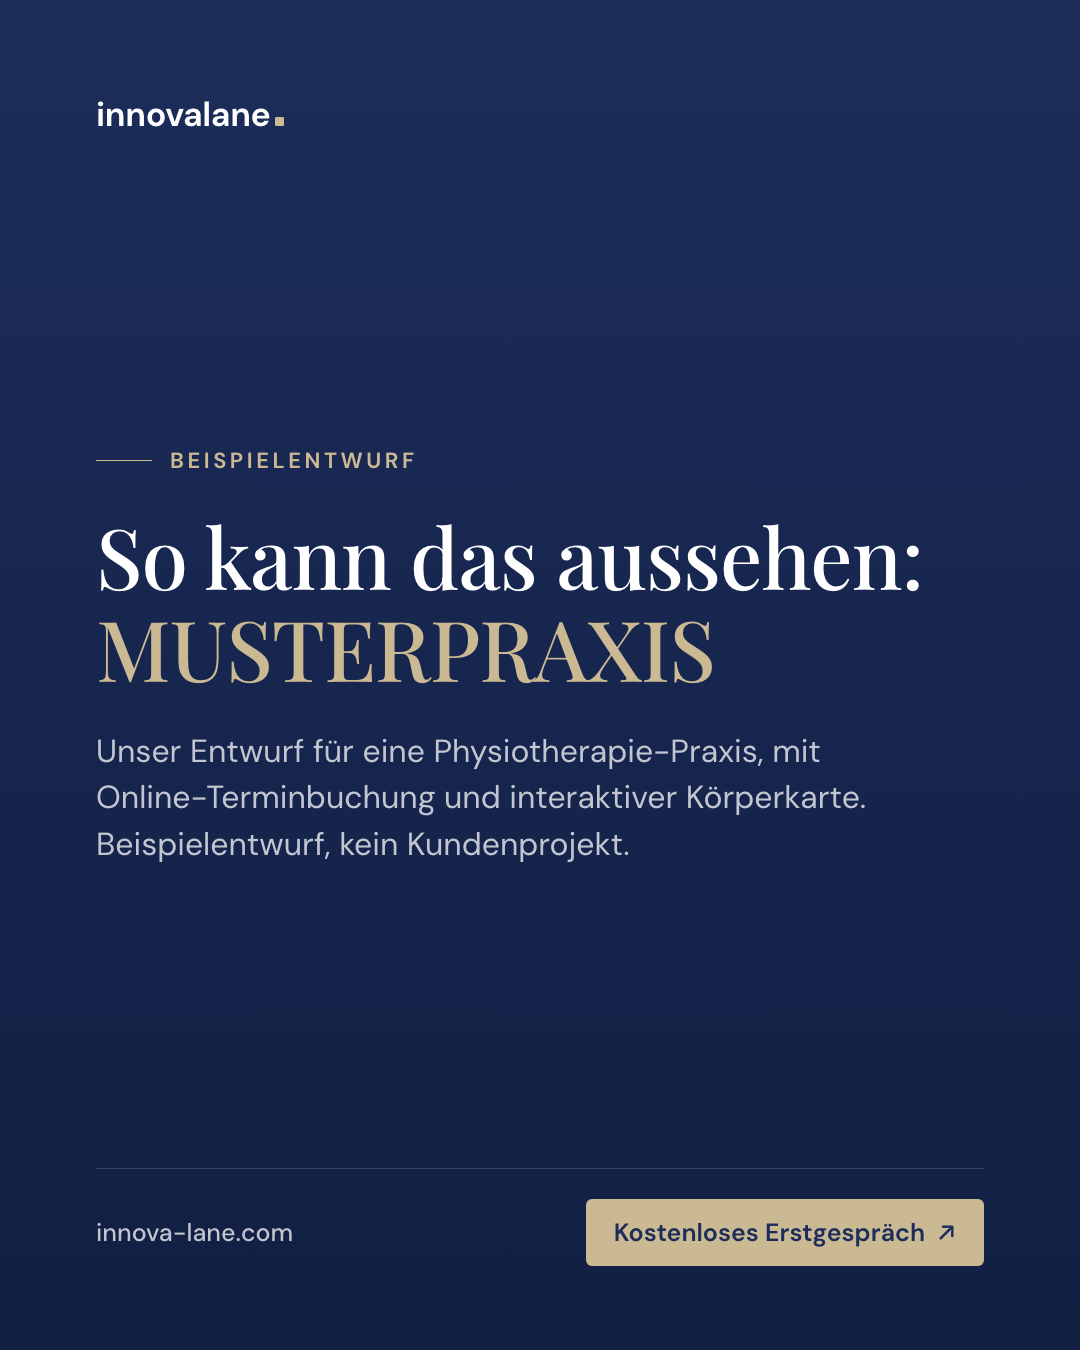 innovalane.
BEISPIELENTWURF
So kann das aussehen:
MUSTERPRAXIS
Unser Entwurf für eine Physiotherapie-Praxis, mit
Online-Terminbuchung und interaktiver Körperkarte.
Beispielentwurf, kein Kundenprojekt.
innova-lane.com
Kostenloses Erstgespräch ↗